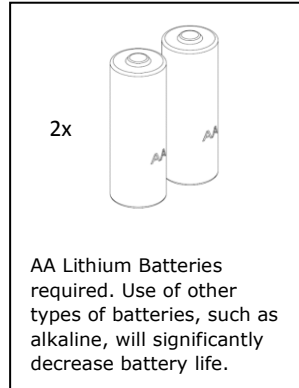 2x
AA
AA
AA Lithium Batteries
required. Use of other
types of batteries, such as
alkaline, will significantly
decrease battery life.